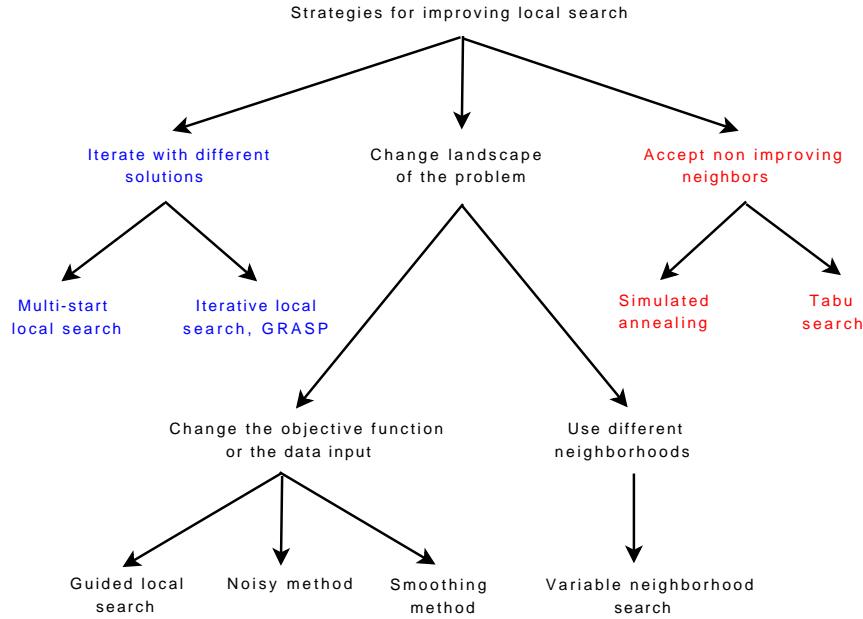 Strategies for improving local search
Iterate with different
solutions
Change landscape
of the problem
Accept non improving
neighbors
Multi-start
local search
Iterative local
search, GRASP
Simulated
annealing
Tabu
search
Change the objective function
or the data input
Use different
neighborhoods
Guided local
search
Noisy method
Smoothing
method
Variable neighborhood
search